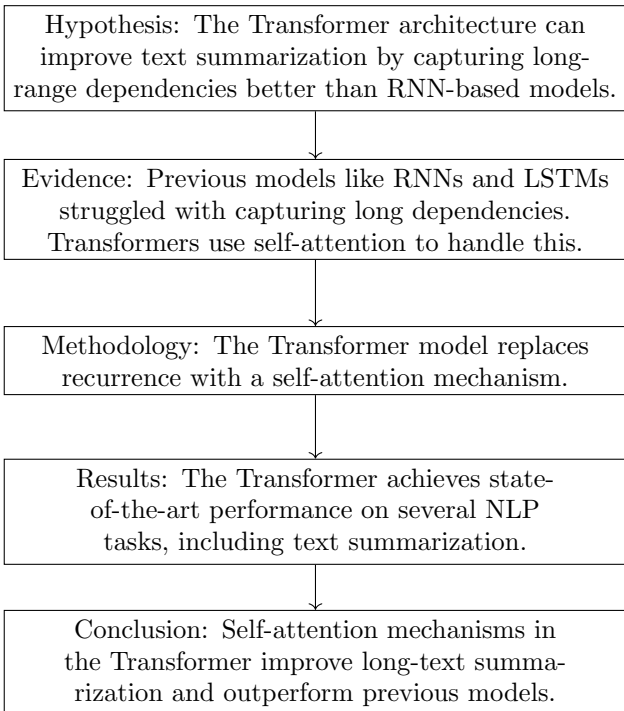 Hypothesis: The Transformer architecture can
improve text summarization by capturing long-
range dependencies better than RNN-based models.
Evidence: Previous models like RNNs and LSTMs
struggled with capturing long dependencies.
Transformers use self-attention to handle this.
Methodology: The Transformer model replaces
recurrence with a self-attention mechanism.
Results: The Transformer achieves state-
of-the-art performance on several NLP
tasks, including text summarization.
Conclusion: Self-attention mechanisms in
the Transformer improve long-text summa-
rization and outperform previous models.